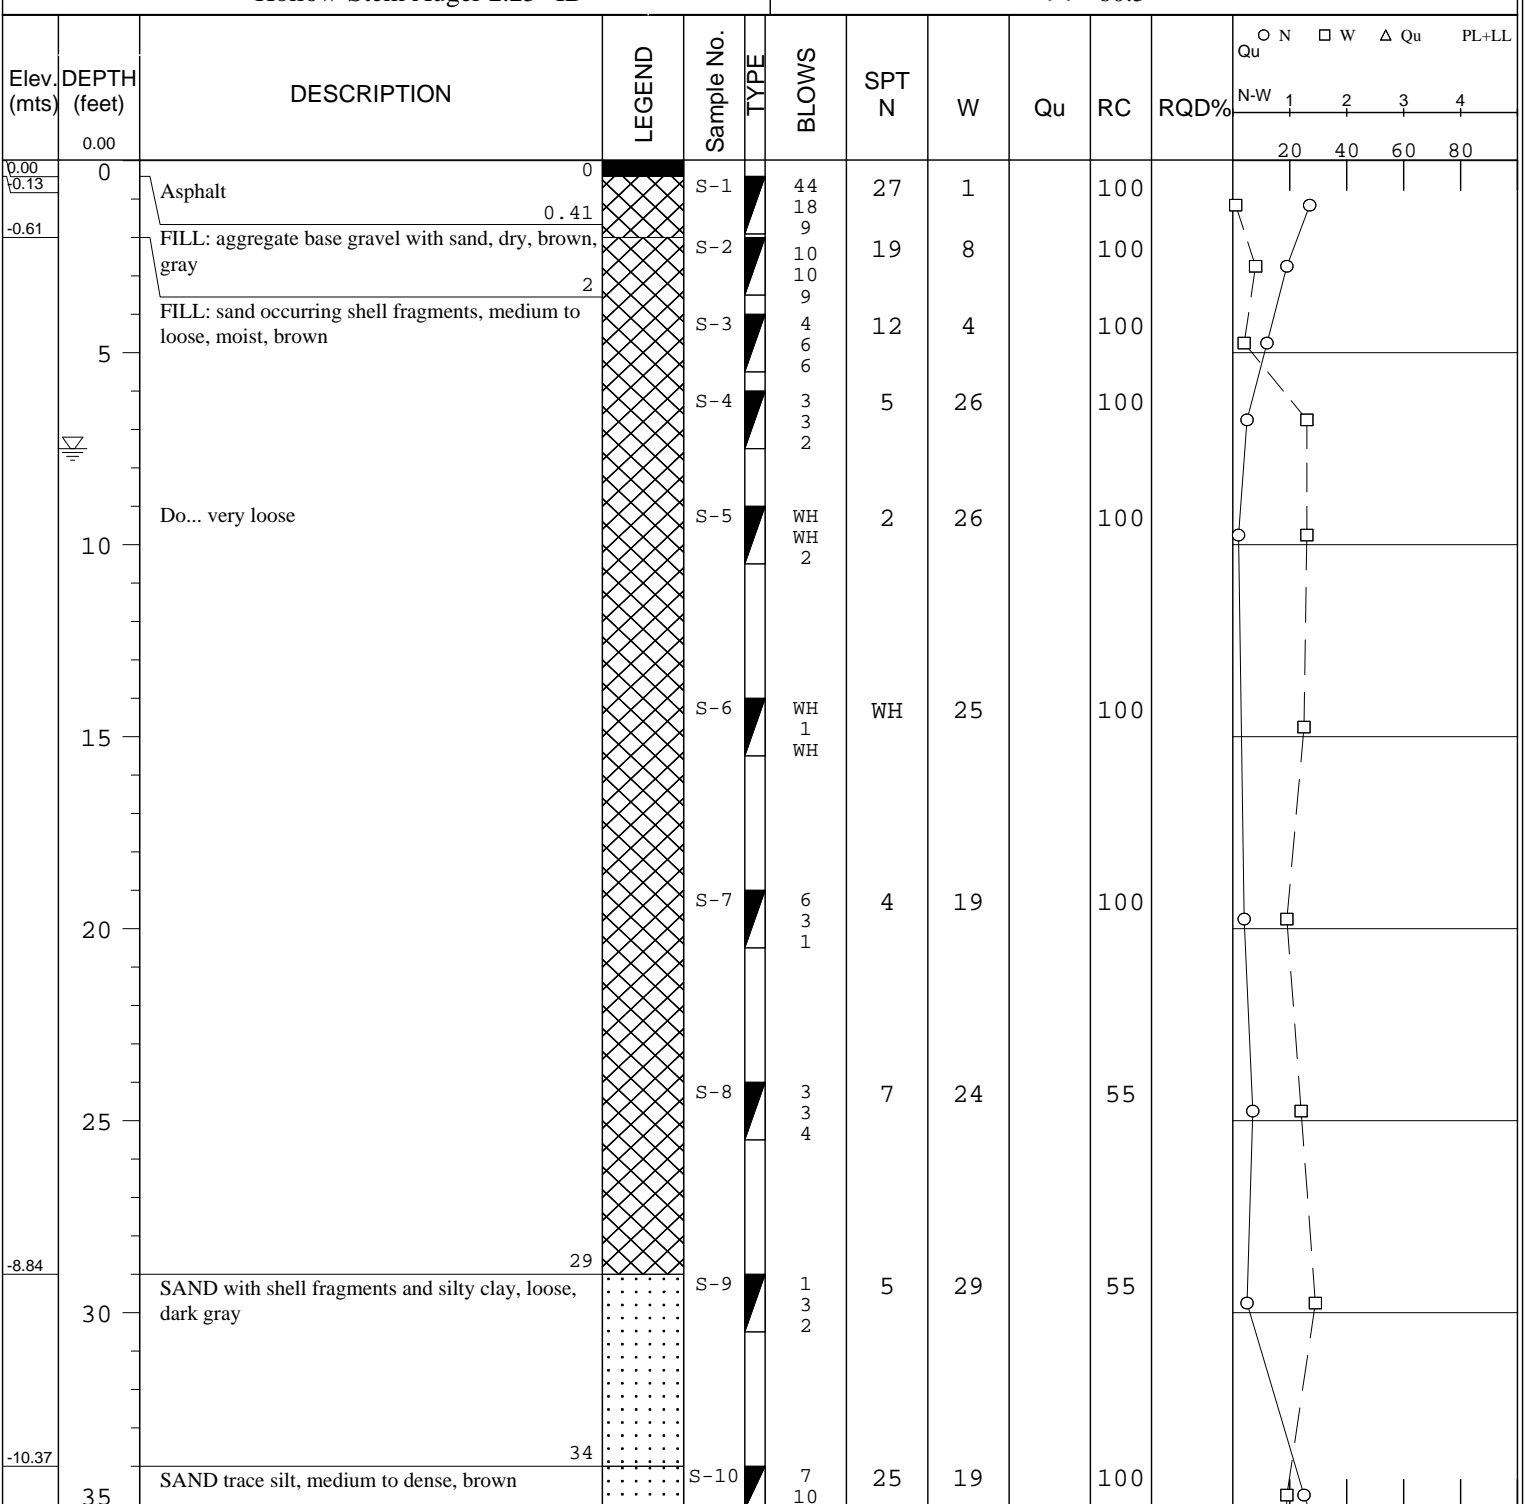 Hollow Stem Auger 2.25" ID
Elev. (mts)
DEPTH (feet)
0.00
DESCRIPTION
LEGEND
Sample No.
TYPE
BLOWS
SPT N
W
Qu
RC
RQD%
N W Qu PL+LL
Qu
N-W 1 2 3 4
20 40 60 80
0.00 0 0
-0.13
Asphalt
0.41
S-1 44 27 1 100
18
9
-0.61
FILL: aggregate base gravel with sand, dry, brown,
gray
2
S-2 10 19 8 100
10
9
FILL: sand occurring shell fragments, medium to
loose, moist, brown
S-3 4 12 4 100
6
6
5
S-4 3 5 26 100
3
2
Do... very loose
S-5 WH 2 26 100
WH
2
10
S-6 WH WH 25 100
1
WH
15
S-7 6 4 19 100
3
1
20
S-8 3 7 24 55
3
4
25
-8.84 29
SAND with shell fragments and silty clay, loose,
dark gray
S-9 1 5 29 55
3
2
30
-10.37 34
SAND trace silt, medium to dense, brown
S-10 7 25 19 100
10
35